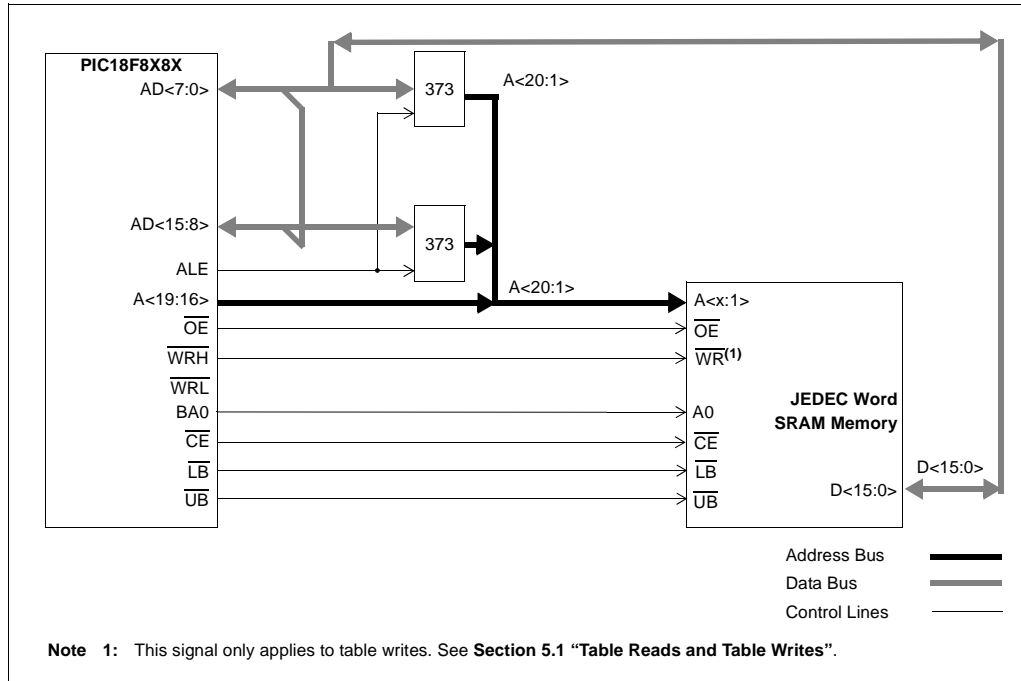 PIC18F8X8X
AD<7:0>
373
A<20:1>
AD<15:8>
373
ALE
A<19:16>
A<20:1>
A<x:1>
OE
OE
WRH
WR(1)
WRL
JEDEC Word
SRAM Memory
BA0
A0
CE
CE
LB
LB
D<15:0>
D<15:0>
UB
UB
Address Bus
Data Bus
Control Lines
Note 1: This signal only applies to table writes. See Section 5.1 “Table Reads and Table Writes”.